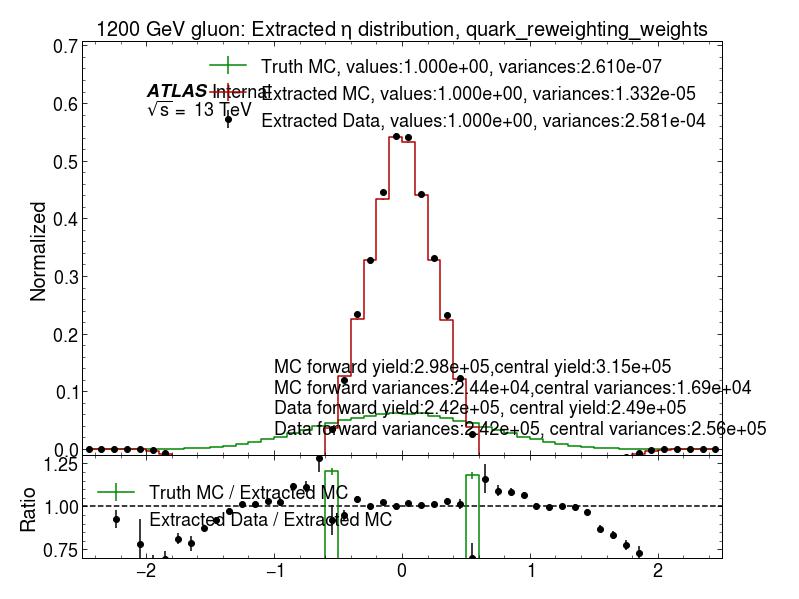 1200 GeV gluon: Extracted η distribution, quark_reweighting_weights
0.7
Truth MC, values:1.000e+00, variances:2.610e-07
ATLAS Internal
Extracted MC, values:1.000e+00, variances:1.332e-05
√s = 13 TeV
Extracted Data, values:1.000e+00, variances:2.581e-04
0.6
0.5
0.4
0.3
0.2
0.1
0.0
Normalized
MC forward yield:2.98e+05,central yield:3.15e+05
MC forward variances:2.44e+04,central variances:1.69e+04
Data forward yield:2.42e+05, central yield:2.49e+05
Data forward variances:2.42e+05, central variances:2.56e+05
1.25
1.00
0.75
Ratio
Truth MC / Extracted MC
Extracted Data / Extracted MC
−2 −1 0 1 2